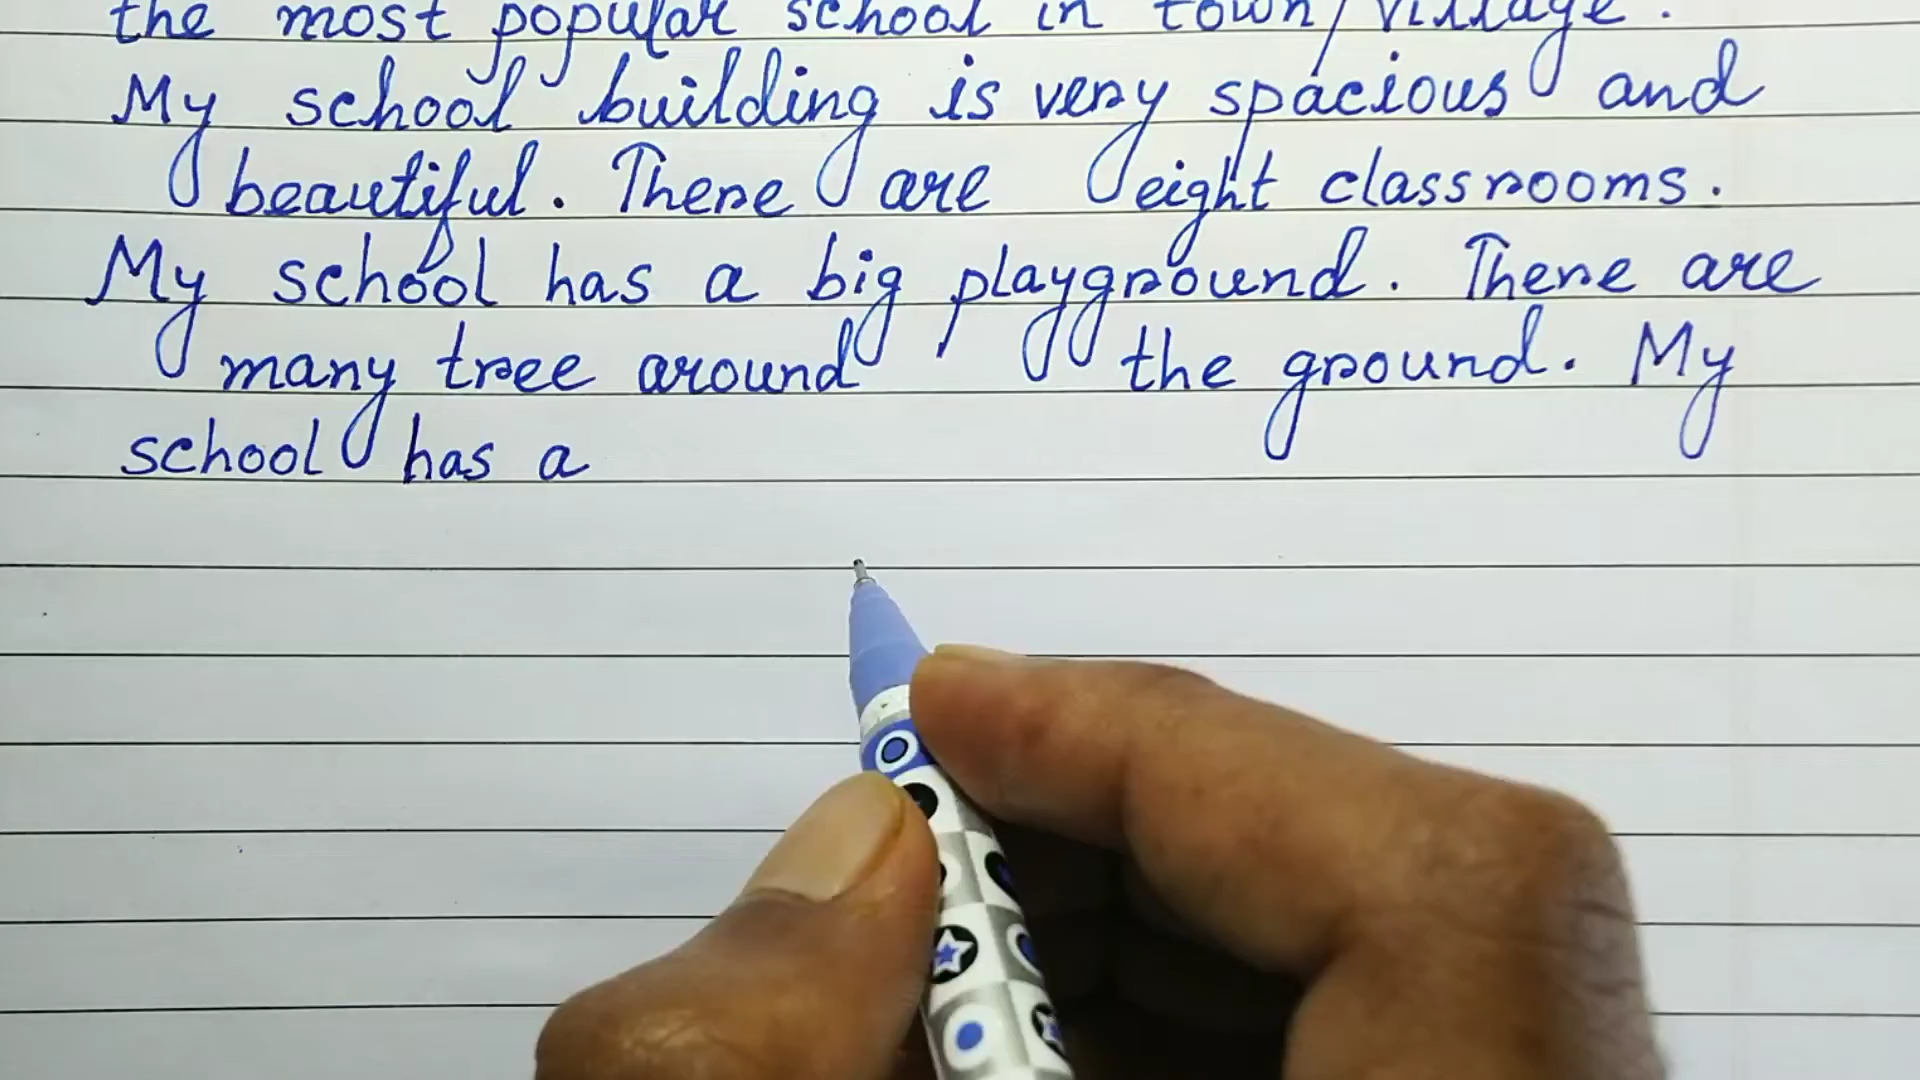 the most popular school in town/village.
My school building is very spacious and
beautiful. There are eight classrooms.
My school has a big playground. There are
many tree around the ground. My
school has a